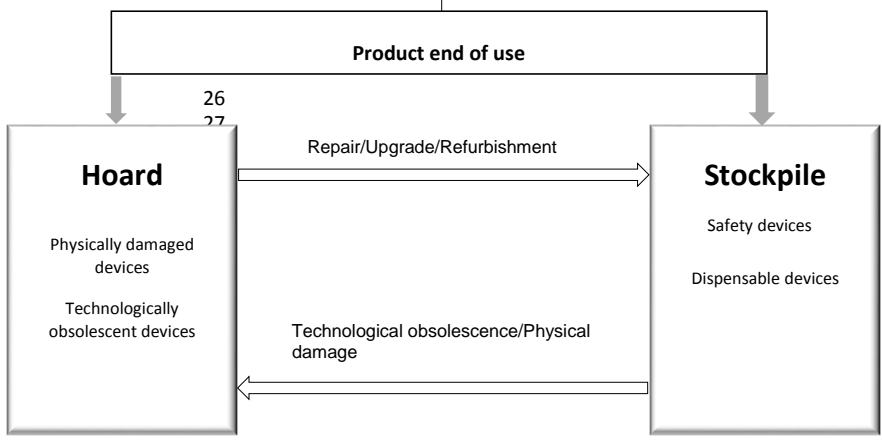 Product end of use
26
27
Repair/Upgrade/Refurbishment
Hoard
Physically damaged
devices
Technologically
obsolescent devices
Stockpile
Safety devices
Dispensable devices
Technological obsolescence/Physical
damage